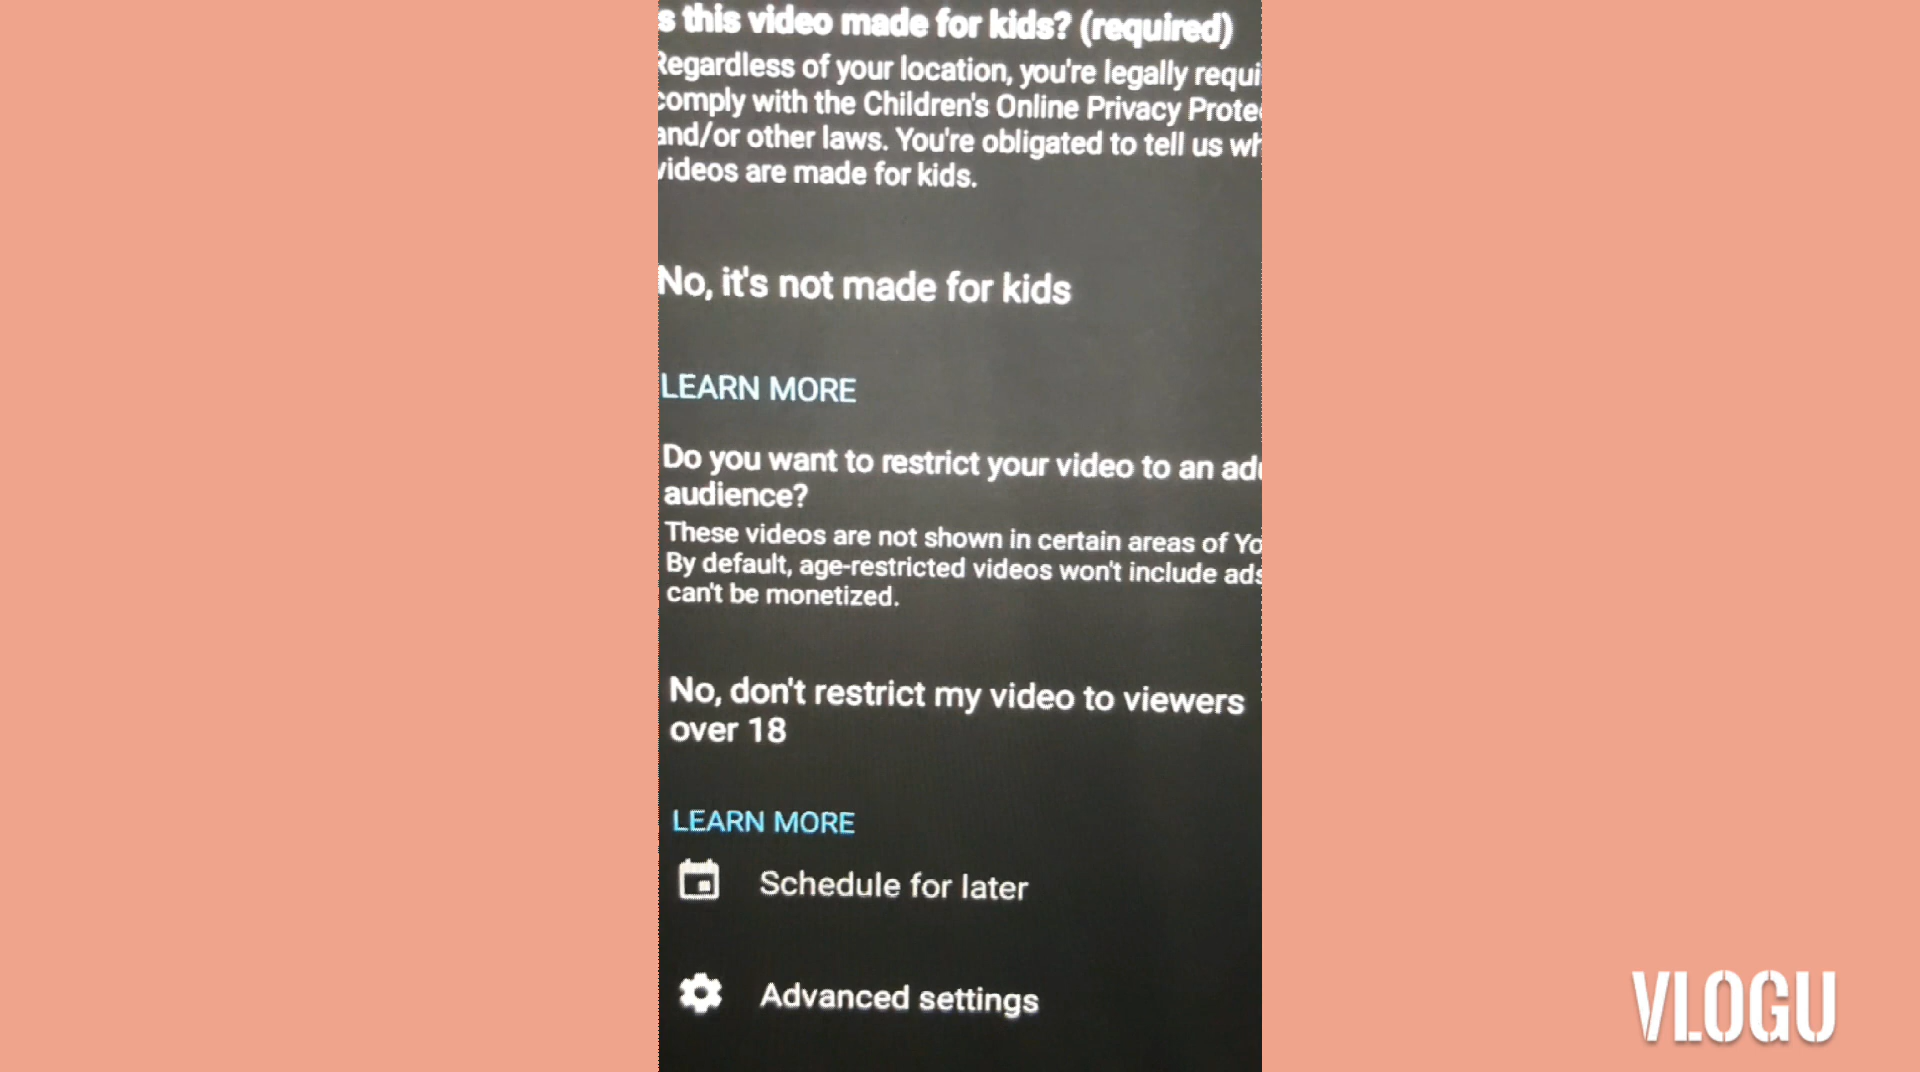 s this video made for kids? (required)
Regardless of your location, you're legally requi
comply with the Children's Online Privacy Prote
and/or other laws. You're obligated to tell us wh
videos are made for kids.
No, it's not made for kids
LEARN MORE
Do you want to restrict your video to an adu
audience?
These videos are not shown in certain areas of Yo
By default, age-restricted videos won't include ads
can't be monetized.
No, don't restrict my video to viewers
over 18
LEARN MORE
Schedule for later
Advanced settings
VLOGU